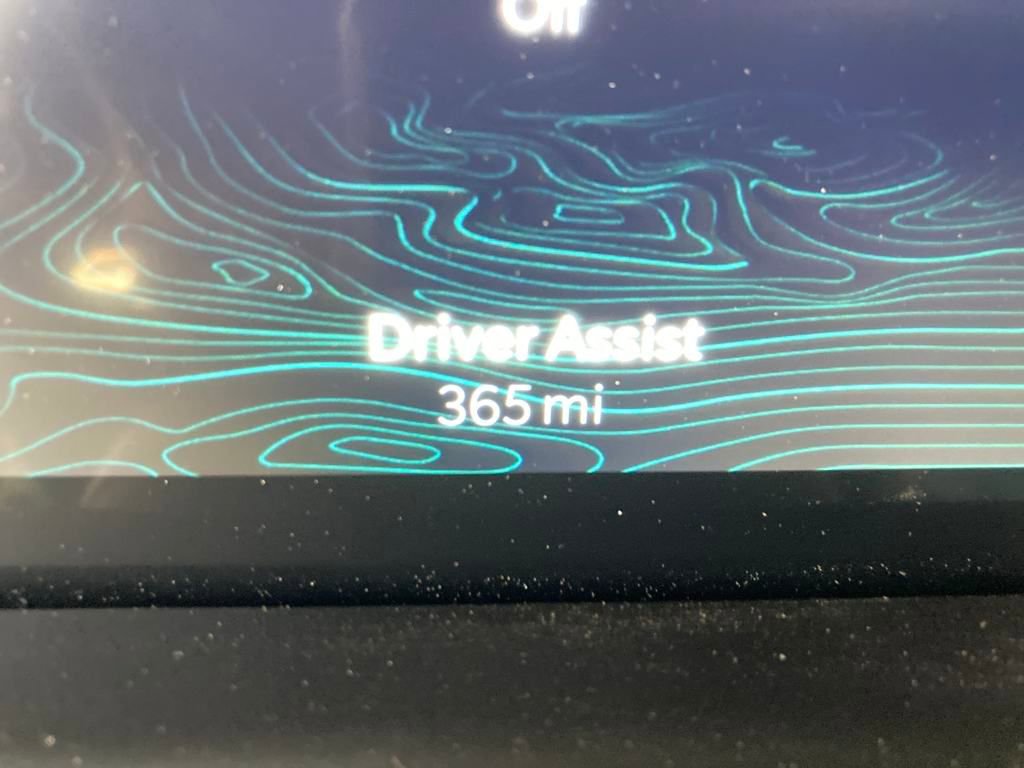 Off
Driver Assist
365 mi